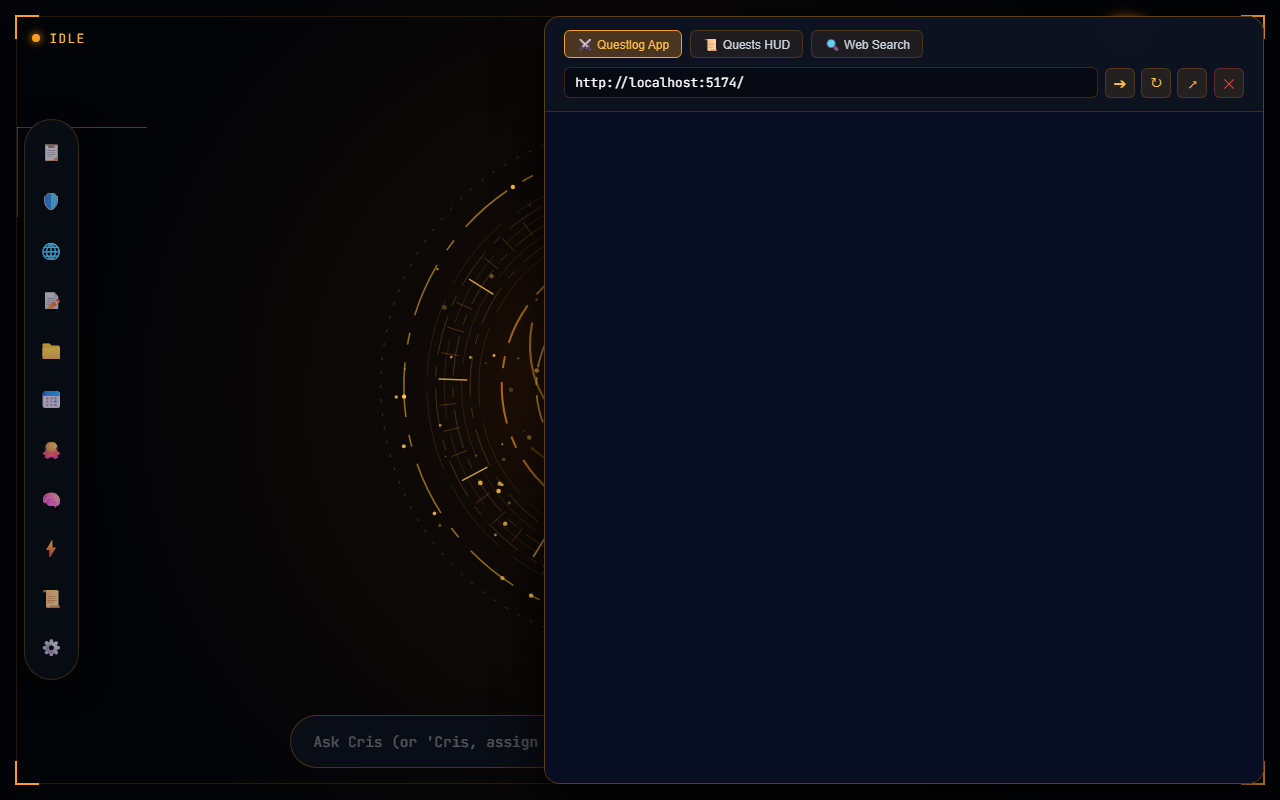 IDLE
Questlog App
Quests HUD
Web Search
http://localhost:5174/
Ask Cris (or 'Cris, assign